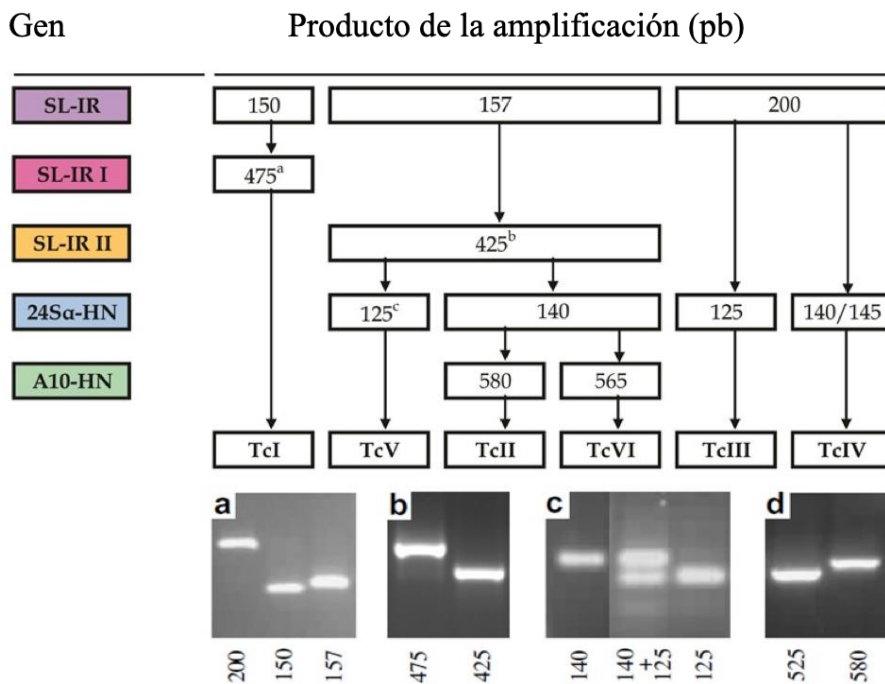 Gen Producto de la amplificación (pb)
SL-IR 150 157 200
SL-IR I 475ᵃ
SL-IR II 425ᵇ
24Sα-HN 125ᶜ 140 125 140/145
A10-HN 580 565
TcI TcV TcII TcVI TcIII TcIV
a b c d
200 150 157 475 425 140 140+125 125 525 580